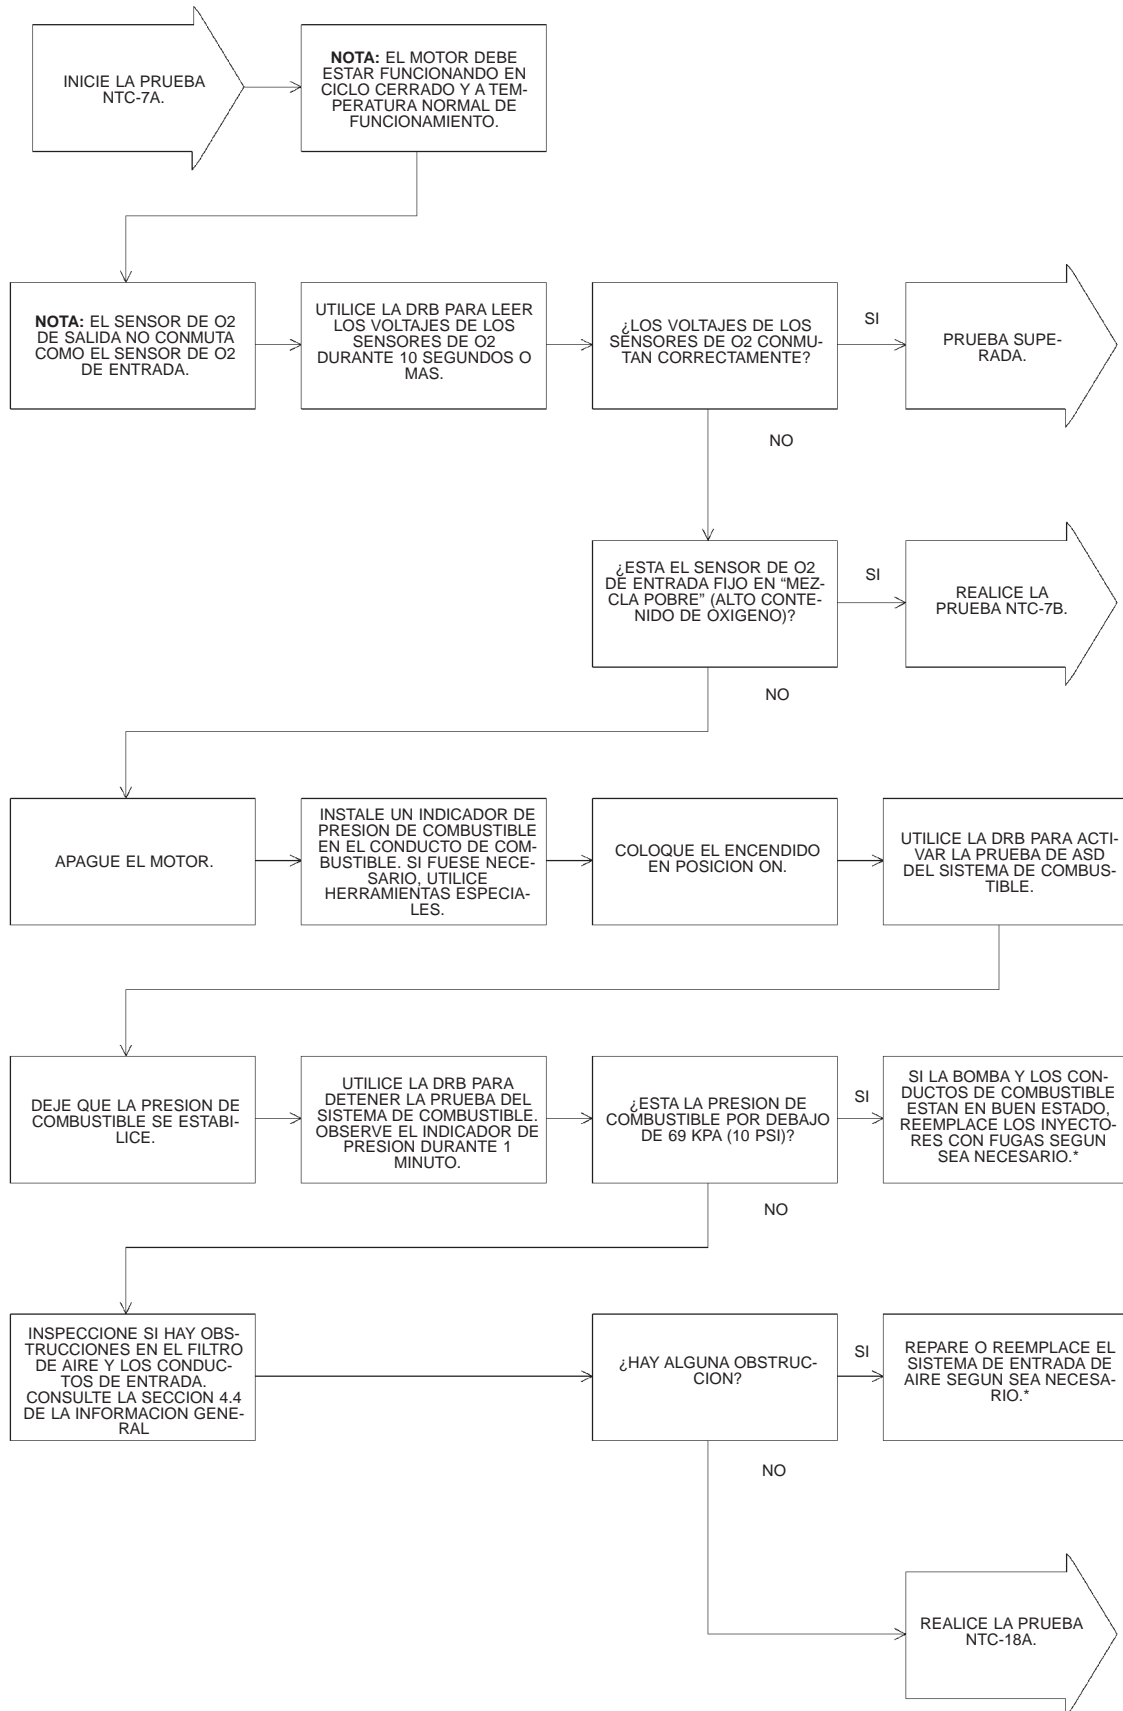 INICIE LA PRUEBA
NTC-7A.
NOTA: EL MOTOR DEBE
ESTAR FUNCIONANDO EN
CICLO CERRADO Y A TEM-
PERATURA NORMAL DE
FUNCIONAMIENTO.
NOTA: EL SENSOR DE O2
DE SALIDA NO CONMUTA
COMO EL SENSOR DE O2
DE ENTRADA.
UTILICE LA DRB PARA LEER
LOS VOLTAJES DE LOS
SENSORES DE O2
DURANTE 10 SEGUNDOS O
MAS.
¿LOS VOLTAJES DE LOS
SENSORES DE O2 CONMU-
TAN CORRECTAMENTE?
SI
PRUEBA SUPE-
RADA.
NO
¿ESTA EL SENSOR DE O2
DE ENTRADA FIJO EN “MEZ-
CLA POBRE” (ALTO CONTE-
NIDO DE OXIGENO)?
SI
REALICE LA
PRUEBA NTC-7B.
NO
APAGUE EL MOTOR.
INSTALE UN INDICADOR DE
PRESION DE COMBUSTIBLE
EN EL CONDUCTO DE COM-
BUSTIBLE. SI FUESE NECE-
SARIO, UTILICE
HERRAMIENTAS ESPECIA-
LES.
COLOQUE EL ENCENDIDO
EN POSICION ON.
UTILICE LA DRB PARA ACTI-
VAR LA PRUEBA DE ASD
DEL SISTEMA DE COMBUS-
TIBLE.
DEJE QUE LA PRESION DE
COMBUSTIBLE SE ESTABI-
LICE.
UTILICE LA DRB PARA
DETENER LA PRUEBA DEL
SISTEMA DE COMBUSTIBLE.
OBSERVE EL INDICADOR DE
PRESION DURANTE 1
MINUTO.
¿ESTA LA PRESION DE
COMBUSTIBLE POR DEBAJO
DE 69 KPA (10 PSI)?
SI
SI LA BOMBA Y LOS CON-
DUCTOS DE COMBUSTIBLE
ESTAN EN BUEN ESTADO,
REEMPLACE LOS INYECTO-
RES CON FUGAS SEGUN
SEA NECESARIO.*
NO
INSPECCIONE SI HAY OBS-
TRUCCIONES EN EL FILTRO
DE AIRE Y LOS CONDUC-
TOS DE ENTRADA.
CONSULTE LA SECCION 4.4
DE LA INFORMACION GENE-
RAL
¿HAY ALGUNA OBSTRUC-
CION?
SI
REPARE O REEMPLACE EL
SISTEMA DE ENTRADA DE
AIRE SEGUN SEA NECESA-
RIO.*
NO
REALICE LA PRUEBA
NTC-18A.